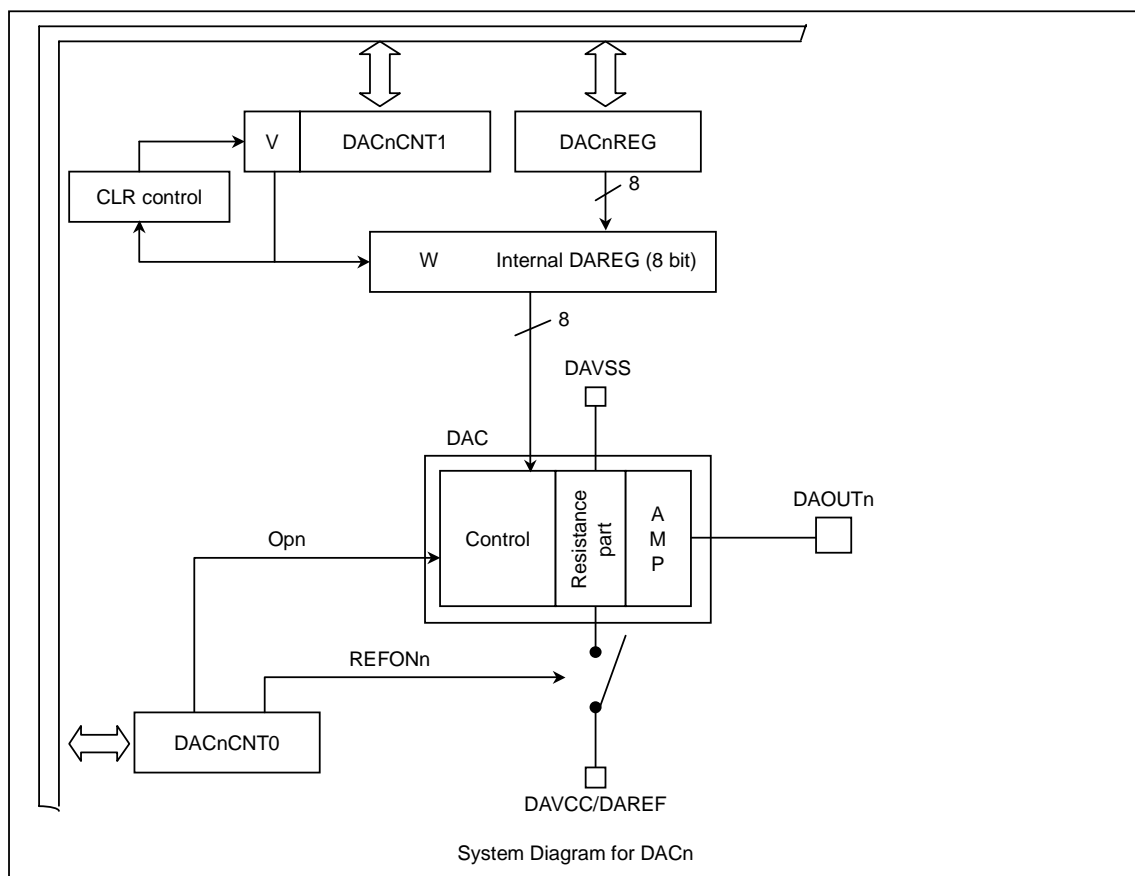 V
DACnCNT1
DACnREG
CLR control
8
W
Internal DAREG (8 bit)
8
DAVSS
DAC
Control
Resistance
part
A
M
P
DAOUTn
Opn
REFONn
DACnCNT0
DAVCC/DAREF
System Diagram for DACn